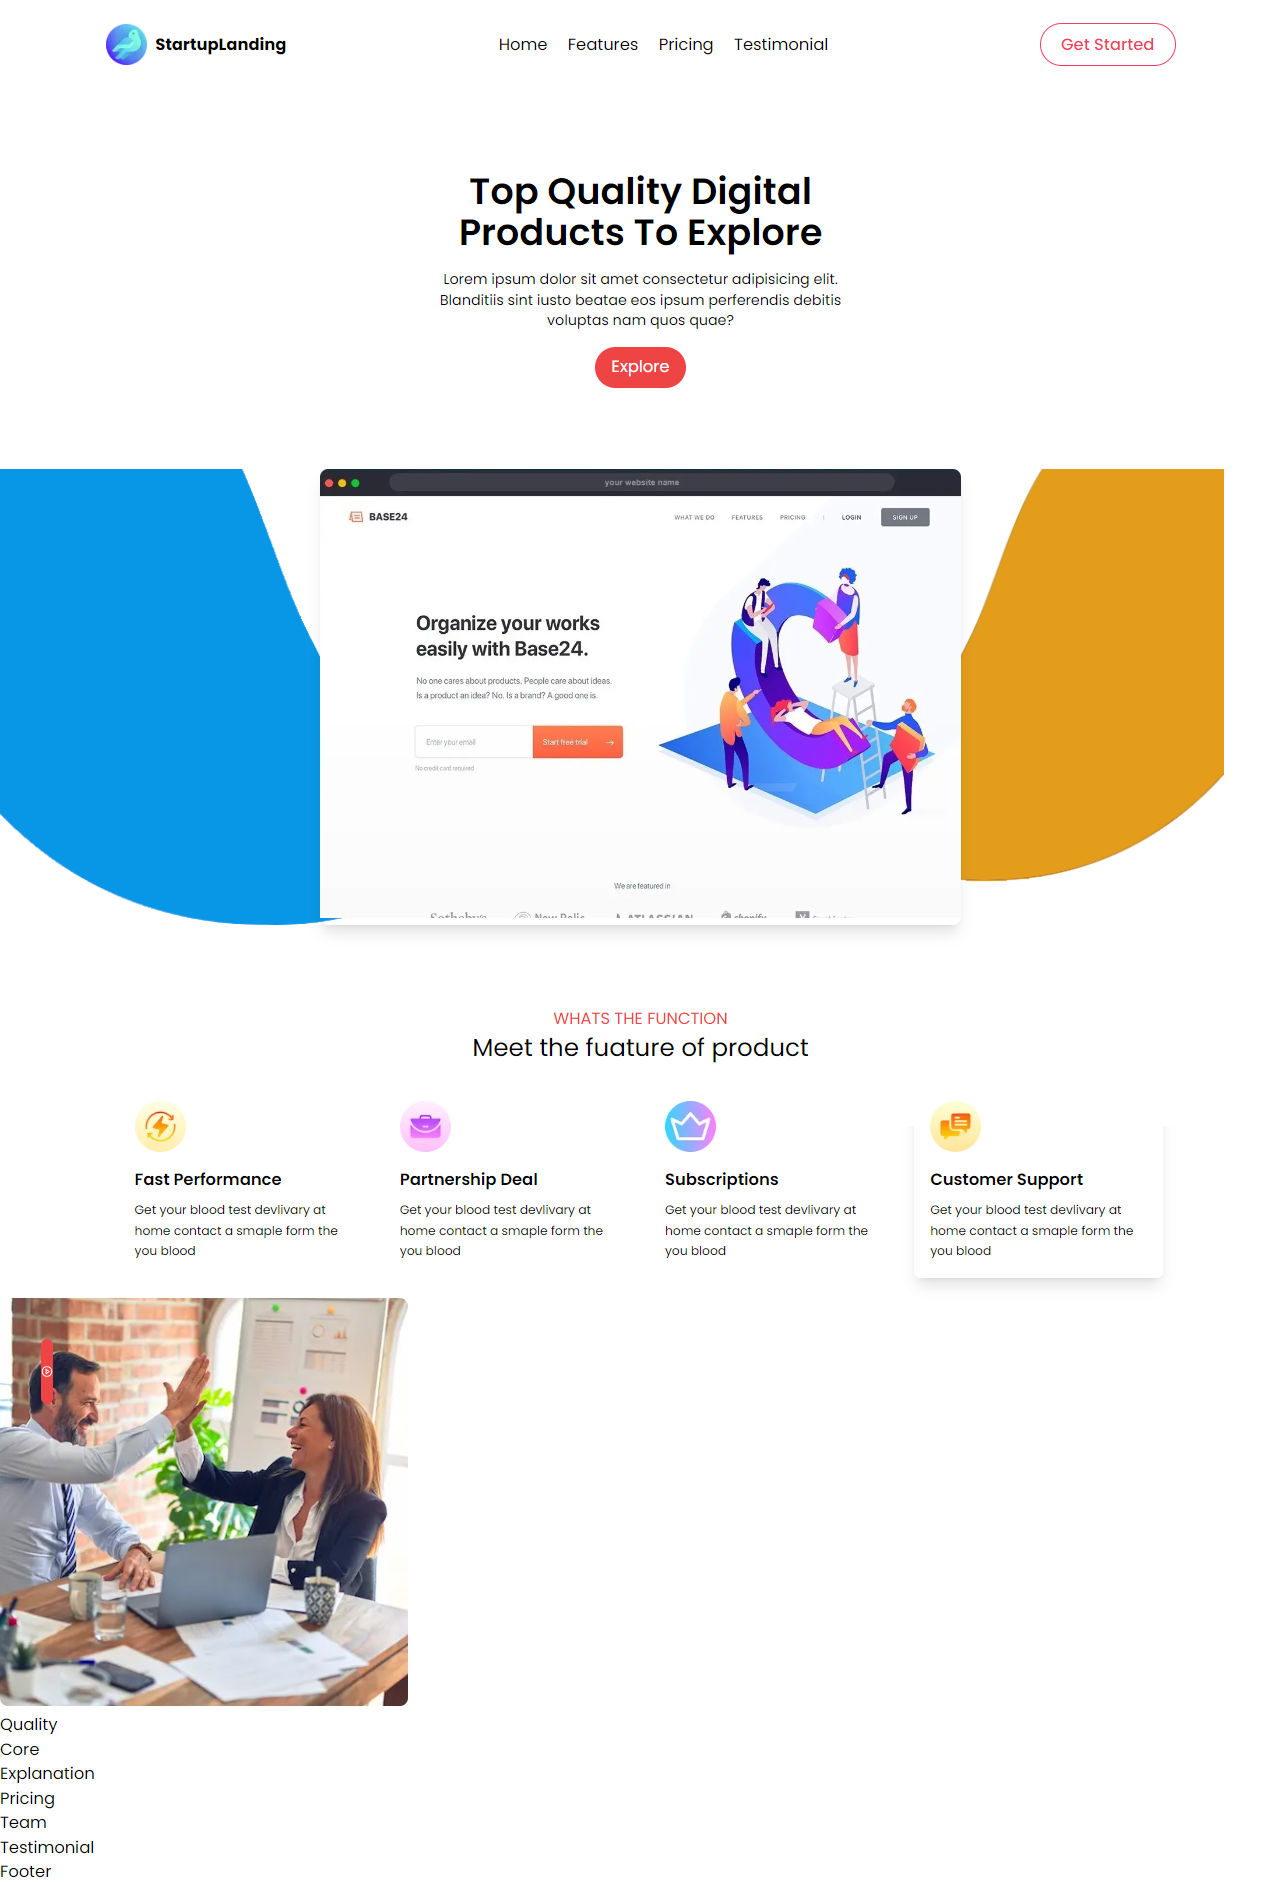 StartupLanding
Home Features Pricing Testimonial
Get Started
Top Quality Digital
Products To Explore
Lorem ipsum dolor sit amet consectetur adipisicing elit.
Blanditiis sint iusto beatae eos ipsum perferendis debitis
voluptas nam quos quae?
Explore
your website name
BASE24
WHAT WE DO FEATURES PRICING | LOGIN SIGN UP
Organize your works
easily with Base24.
No one cares about products. People care about ideas.
Is a product an idea? No. Is a brand? A good one is.
Enter your email
Start free trial →
No credit card required
We are featured in
WHATS THE FUNCTION
Meet the fuature of product
Fast Performance
Get your blood test devlivary at
home contact a smaple form the
you blood
Partnership Deal
Get your blood test devlivary at
home contact a smaple form the
you blood
Subscriptions
Get your blood test devlivary at
home contact a smaple form the
you blood
Customer Support
Get your blood test devlivary at
home contact a smaple form the
you blood
Quality
Core
Explanation
Pricing
Team
Testimonial
Footer